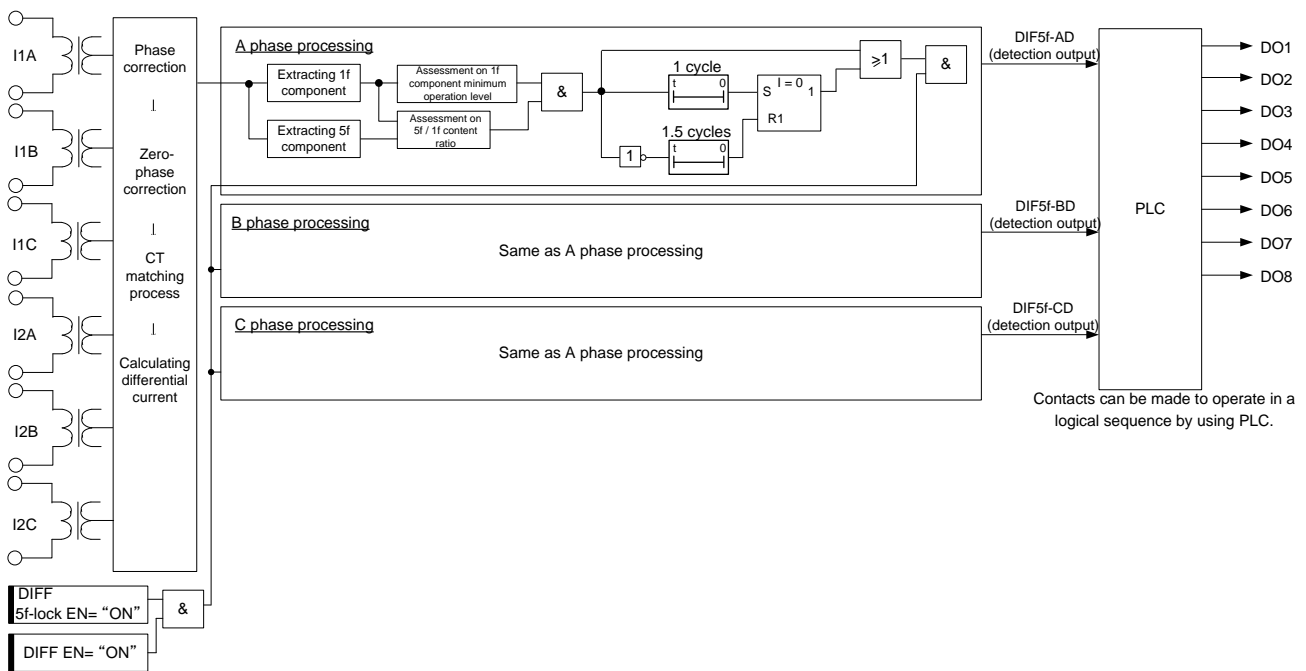 I1A
I1B
I1C
I2A
I2B
I2C
Phase
correction
Zero-
phase
correction
CT
matching
process
Calculating
differential
current
A phase processing
Extracting 1f
component
Extracting 5f
component
Assessment on 1f
component minimum
operation level
Assessment on
5f / 1f content
ratio
&
1 cycle
t 0
1.5 cycles
t 0
1
S I = 0 1
R1
≥1
&
B phase processing
Same as A phase processing
C phase processing
Same as A phase processing
DIF5f-AD
(detection output)
DIF5f-BD
(detection output)
DIF5f-CD
(detection output)
PLC
DO1
DO2
DO3
DO4
DO5
DO6
DO7
DO8
Contacts can be made to operate in a
logical sequence by using PLC.
DIFF
5f-lock EN= “ON”
DIFF EN= “ON”
&